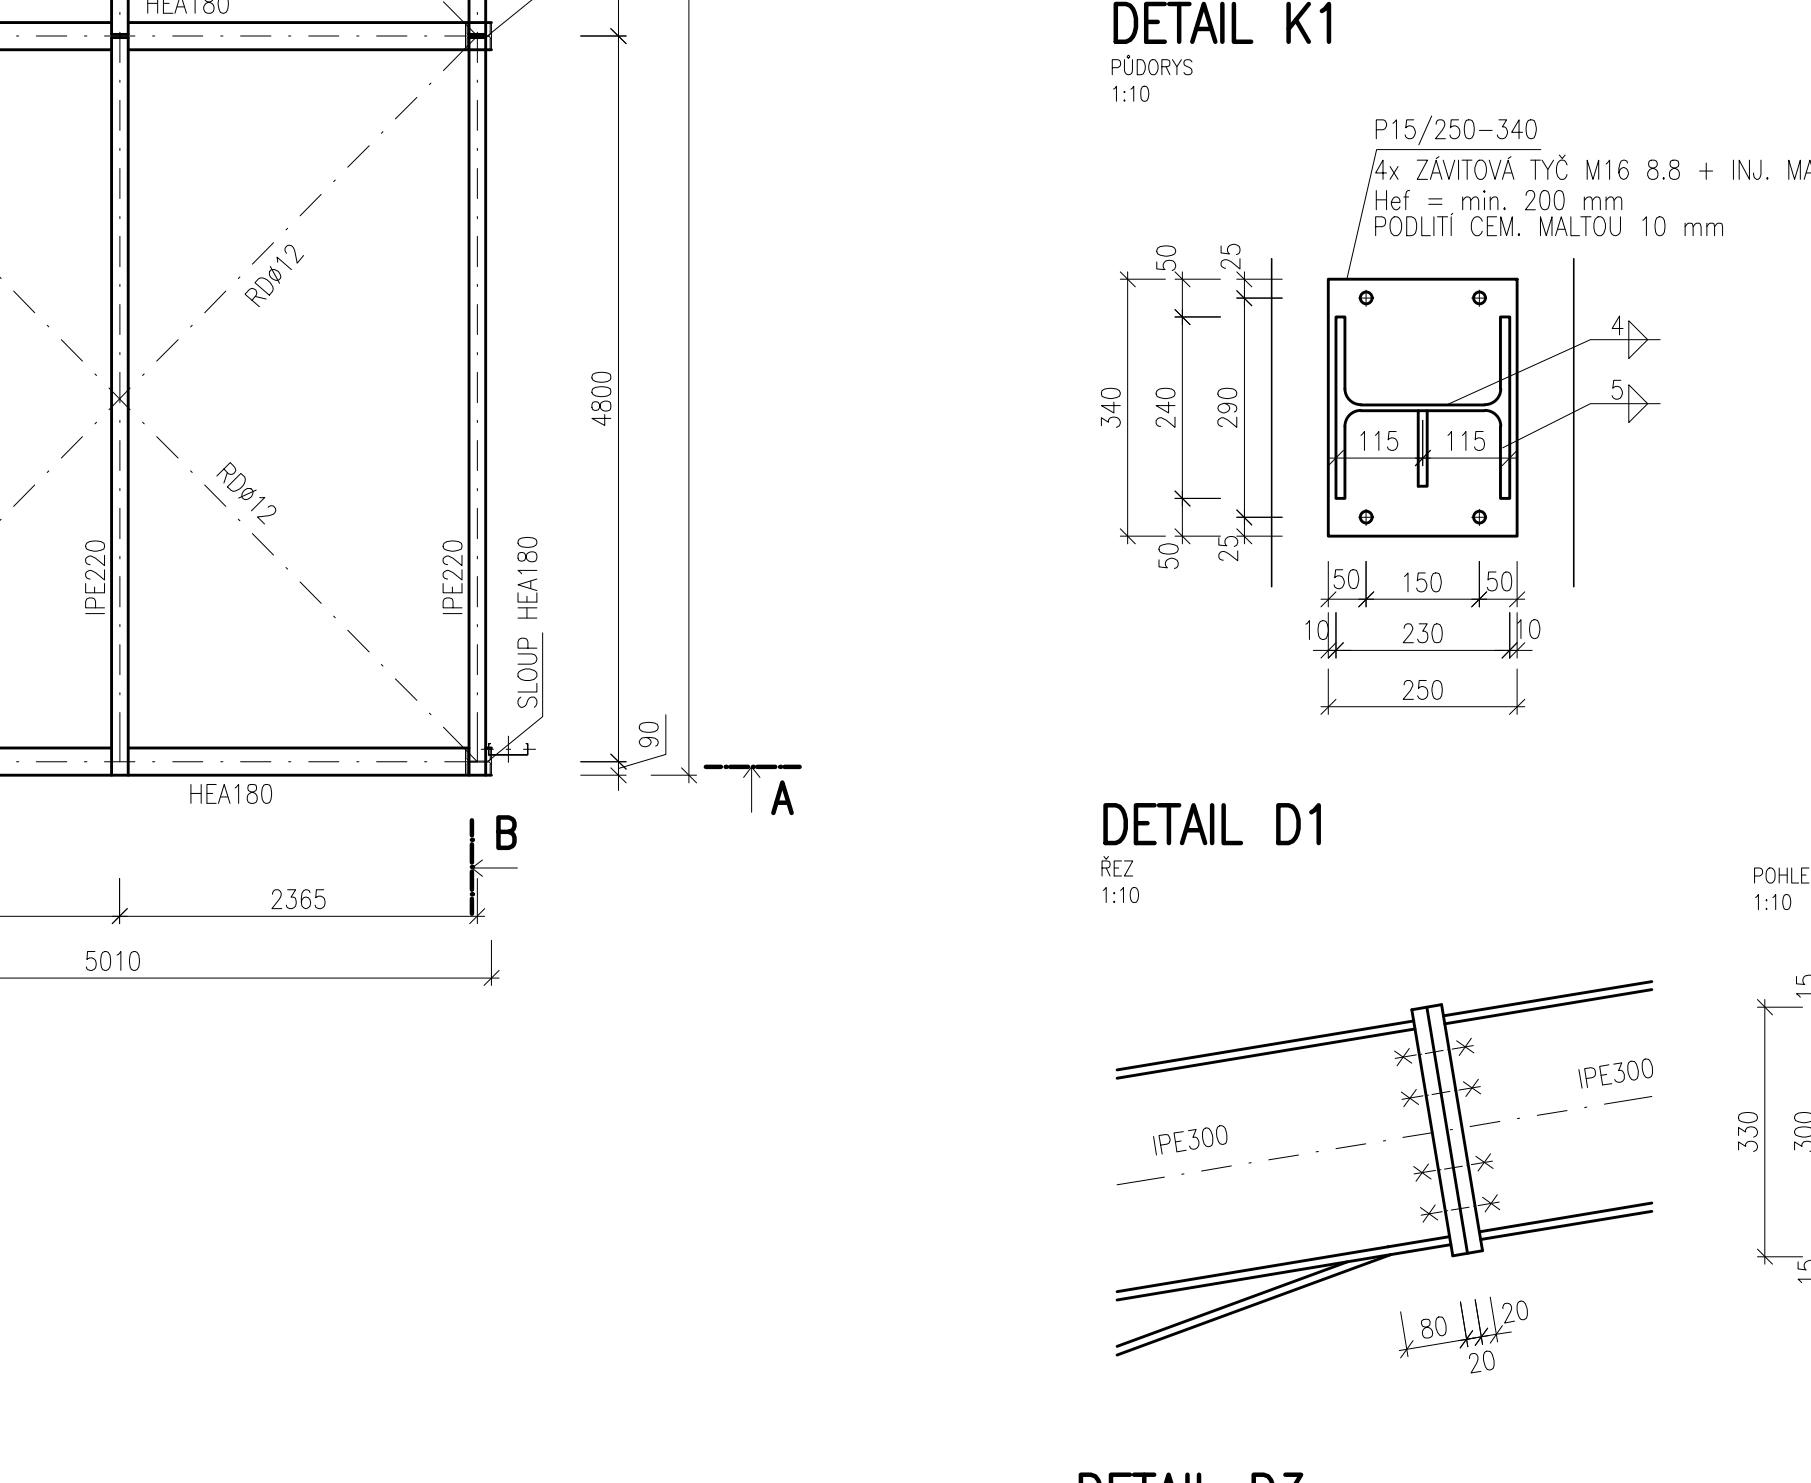 HEA180
RDø12
RDø12
IPE220
IPE220
SLOUP HEA180
HEA180
4800
90
A
B
2365
5010
DETAIL K1
PŮDORYS
1:10
P15/250-340
4x ZÁVITOVÁ TYČ M16 8.8 + INJ.
Hef = min. 200 mm
PODLITÍ CEM. MALTOU 10 mm
50
25
340
240
290
50
25
4
5
115
115
50
150
50
10
230
10
250
DETAIL D1
ŘEZ
1:10
1:10
IPE300
IPE300
80
20
20
330
300
15
15